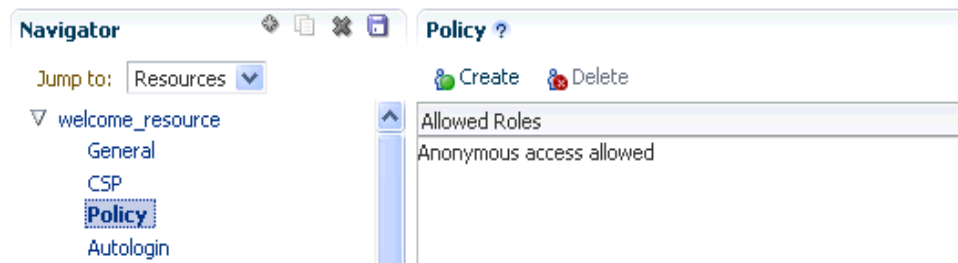 Navigator
Jump to: Resources
welcome_resource
General
CSP
Policy
Autologin
Policy ?
Create Delete
Allowed Roles
Anonymous access allowed